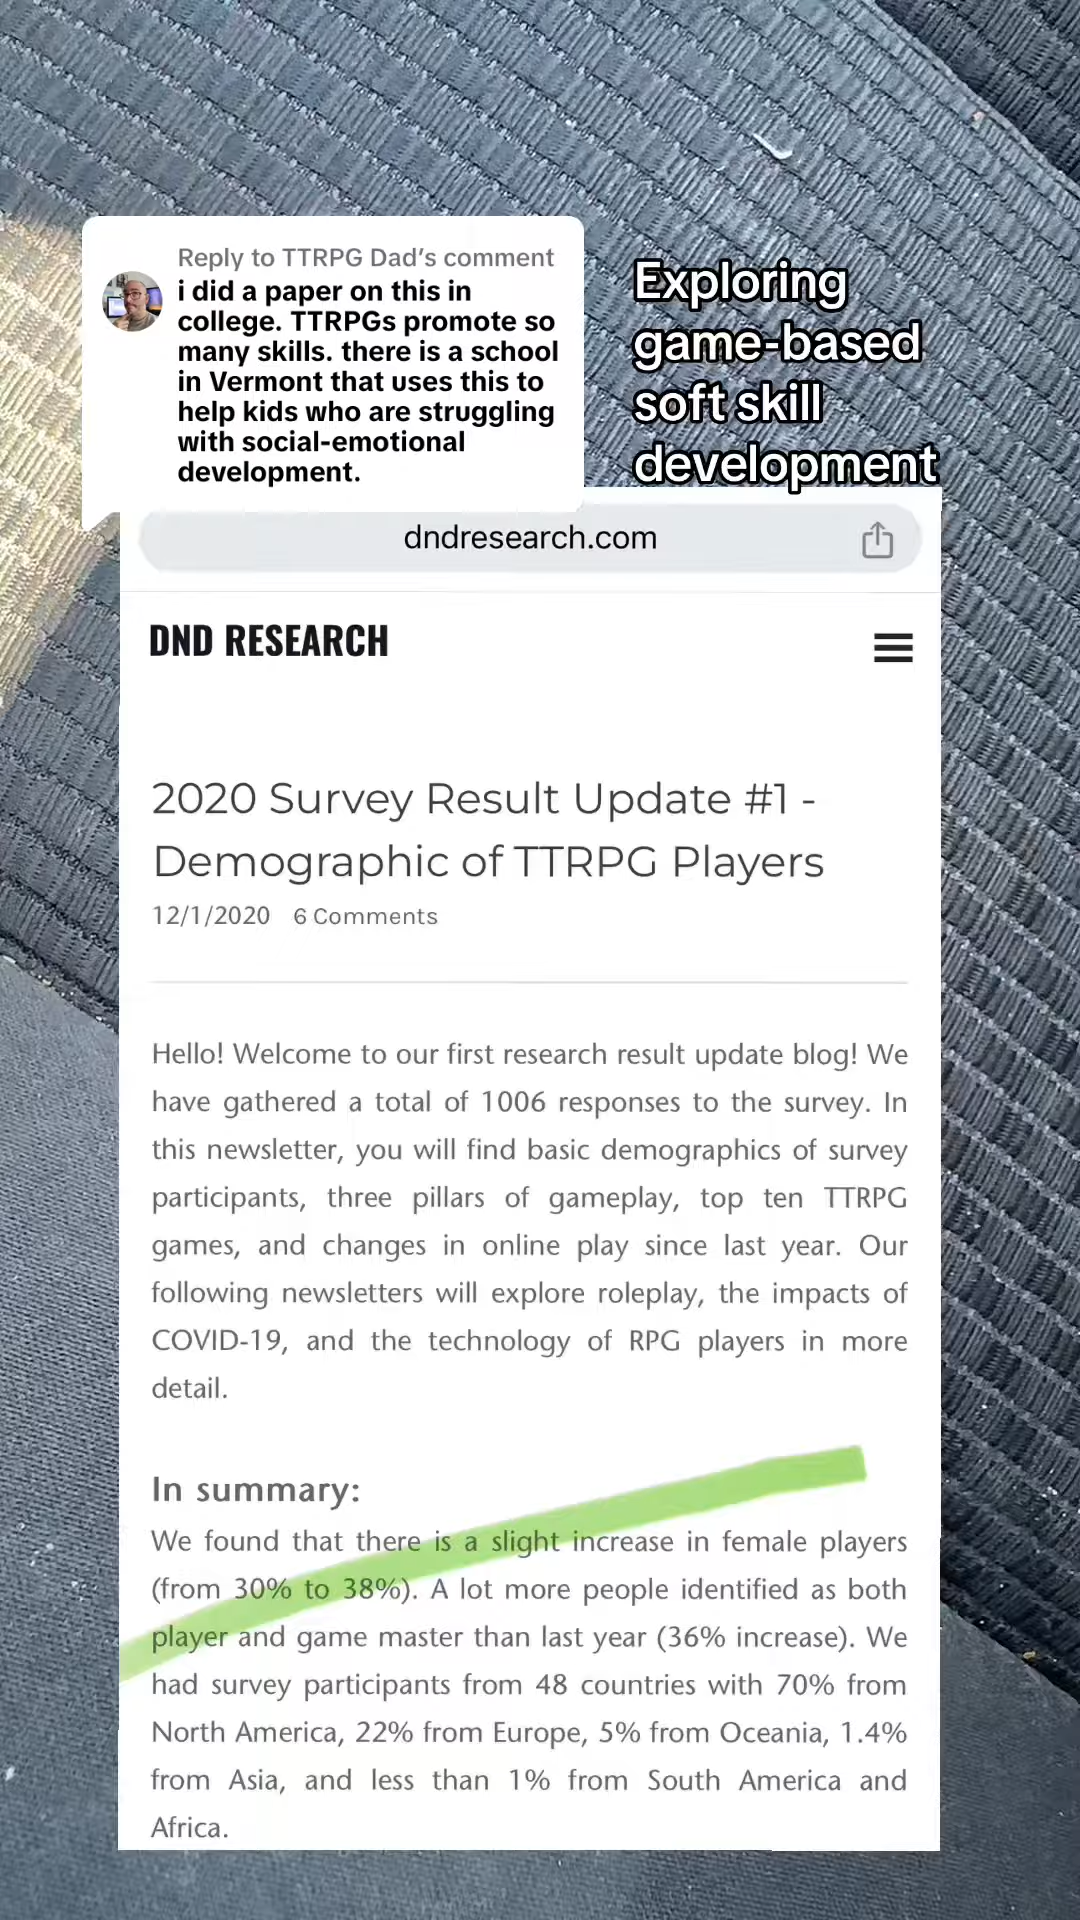 Reply to TTRPG Dad's comment
i did a paper on this in
college. TTRPGs promote so
many skills. there is a school
in Vermont that uses this to
help kids who are struggling
with social-emotional
development.
Exploring
game-based
soft skill
development
dndresearch.com
DND RESEARCH
2020 Survey Result Update #1 -
Demographic of TTRPG Players
12/1/2020 6 Comments
Hello! Welcome to our first research result update blog! We
have gathered a total of 1006 responses to the survey. In
this newsletter, you will find basic demographics of survey
participants, three pillars of gameplay, top ten TTRPG
games, and changes in online play since last year. Our
following newsletters will explore roleplay, the impacts of
COVID-19, and the technology of RPG players in more
detail.
In summary:
We found that there is a slight increase in female players
(from 30% to 38%). A lot more people identified as both
player and game master than last year (36% increase). We
had survey participants from 48 countries with 70% from
North America, 22% from Europe, 5% from Oceania, 1.4%
from Asia, and less than 1% from South America and
Africa.